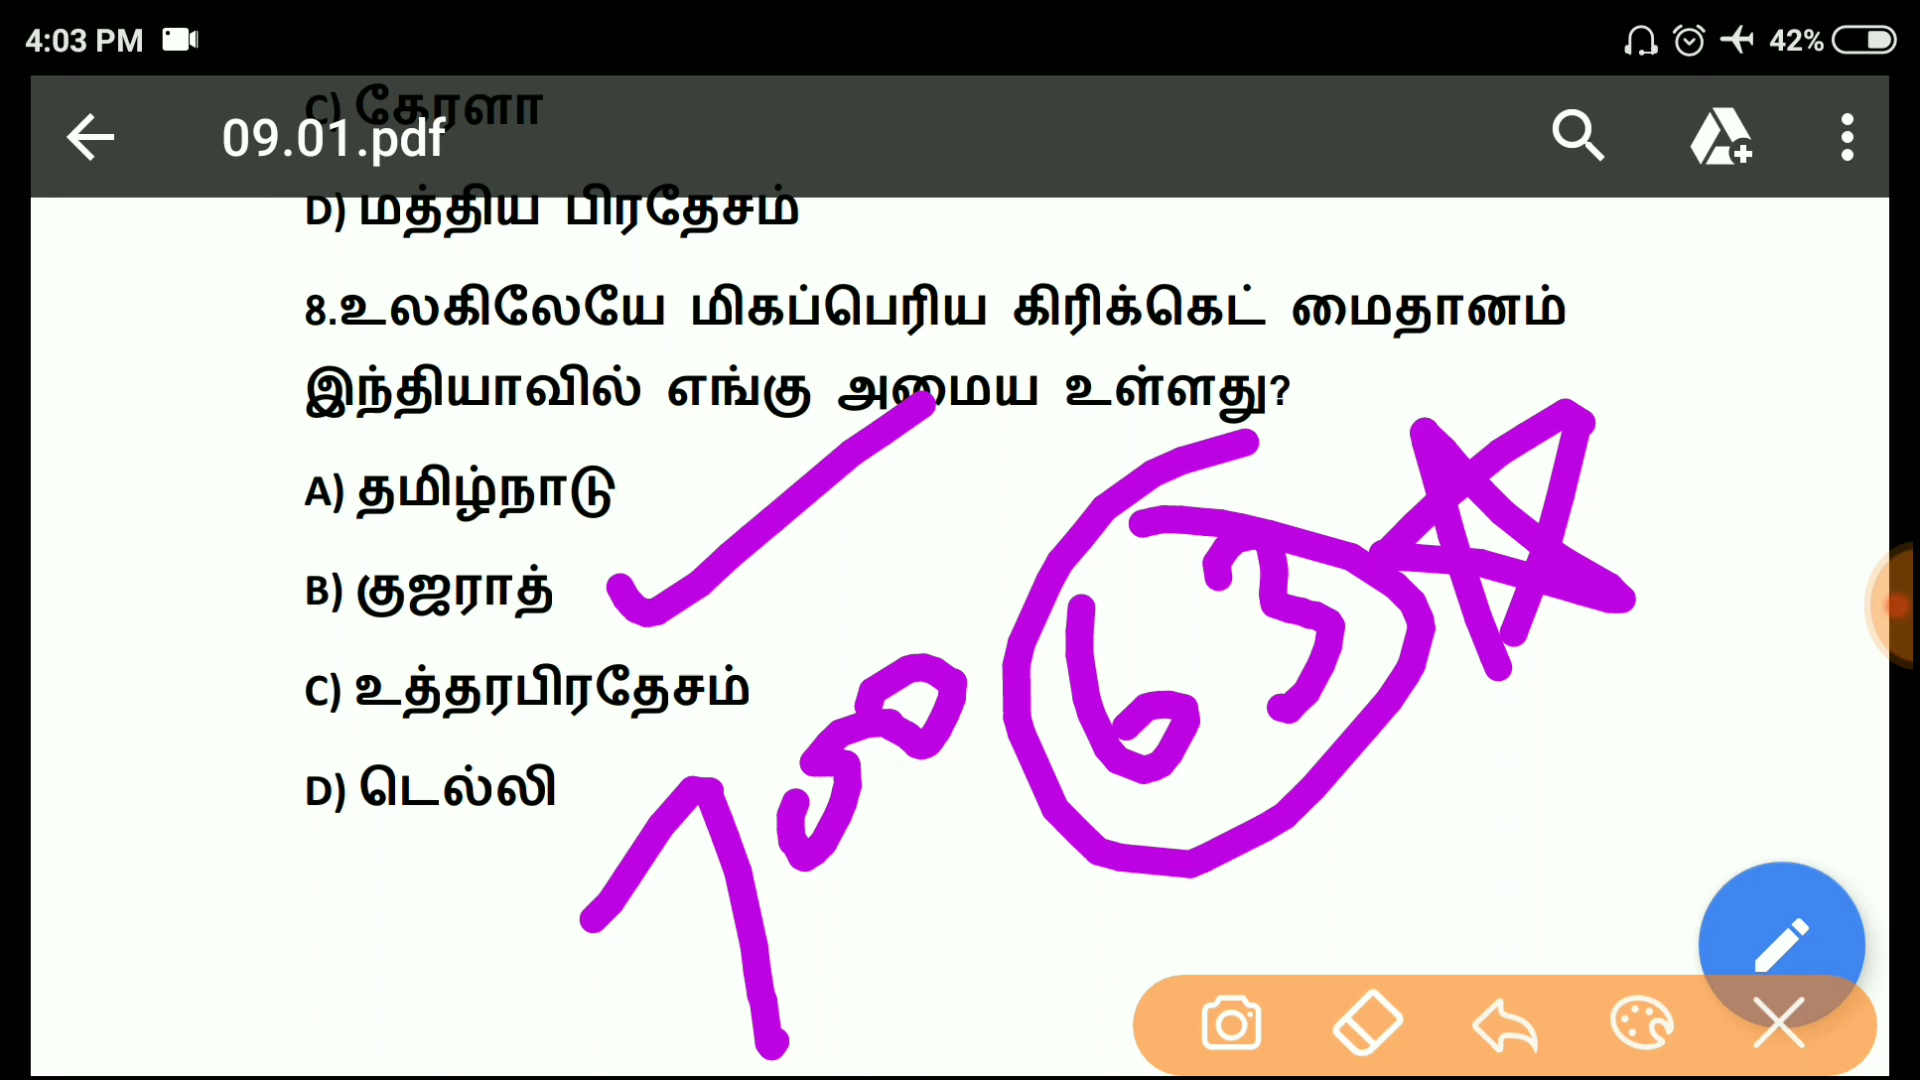 4:03 PM 42%
C) கேரளா
09.01.pdf
D) மத்திய பிரதேசம்
8.உலகிலேயே மிகப்பெரிய கிரிக்கெட் மைதானம்
இந்தியாவில் எங்கு அமைய உள்ளது?
A) தமிழ்நாடு
B) குஜராத்
C) உத்தரபிரதேசம்
D) டெல்லி
63